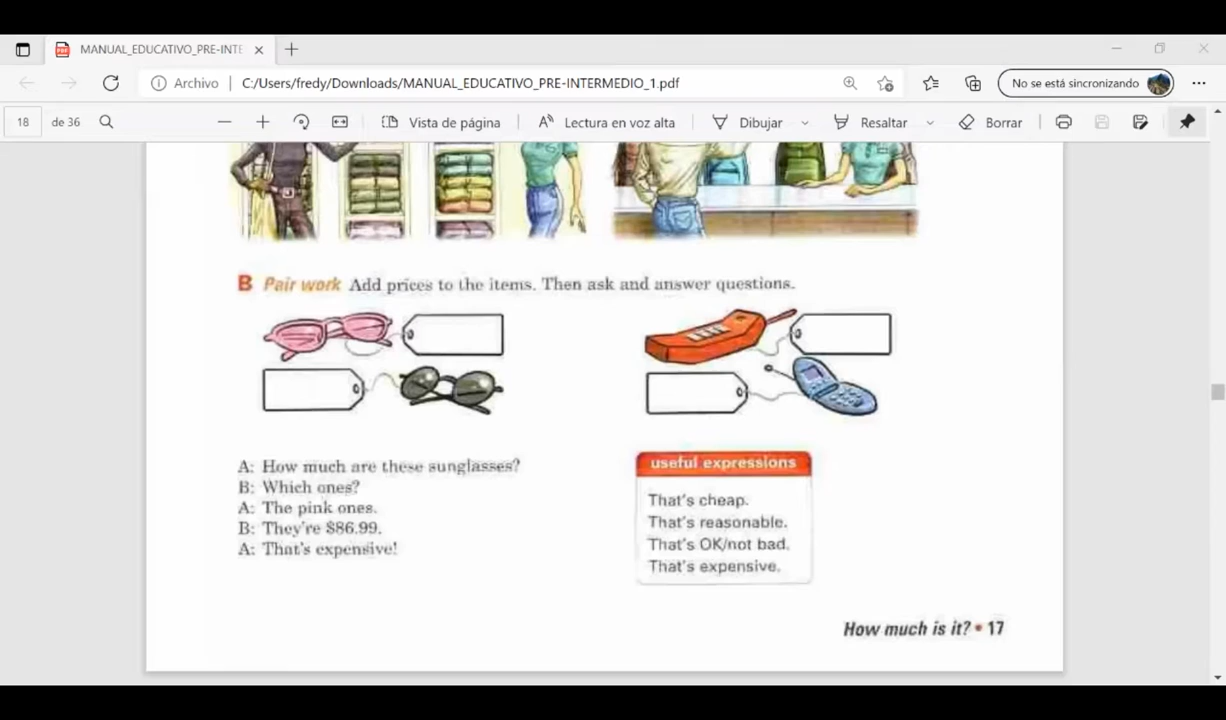 MANUAL_EDUCATIVO_PRE-INTE
Archivo | C:/Users/fredy/Downloads/MANUAL_EDUCATIVO_PRE-INTERMEDIO_1.pdf
No se está sincronizando
18 de 36
Vista de página
Lectura en voz alta
Dibujar
Resaltar
Borrar
B Pair work Add prices to the items. Then ask and answer questions.
A: How much are these sunglasses?
B: Which ones?
A: The pink ones.
B: They're $86.99.
A: That's expensive!
useful expressions
That's cheap.
That's reasonable.
That's OK/not bad.
That's expensive.
How much is it? • 17